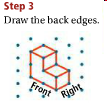 Step 3
Draw the back edges.
Front Right